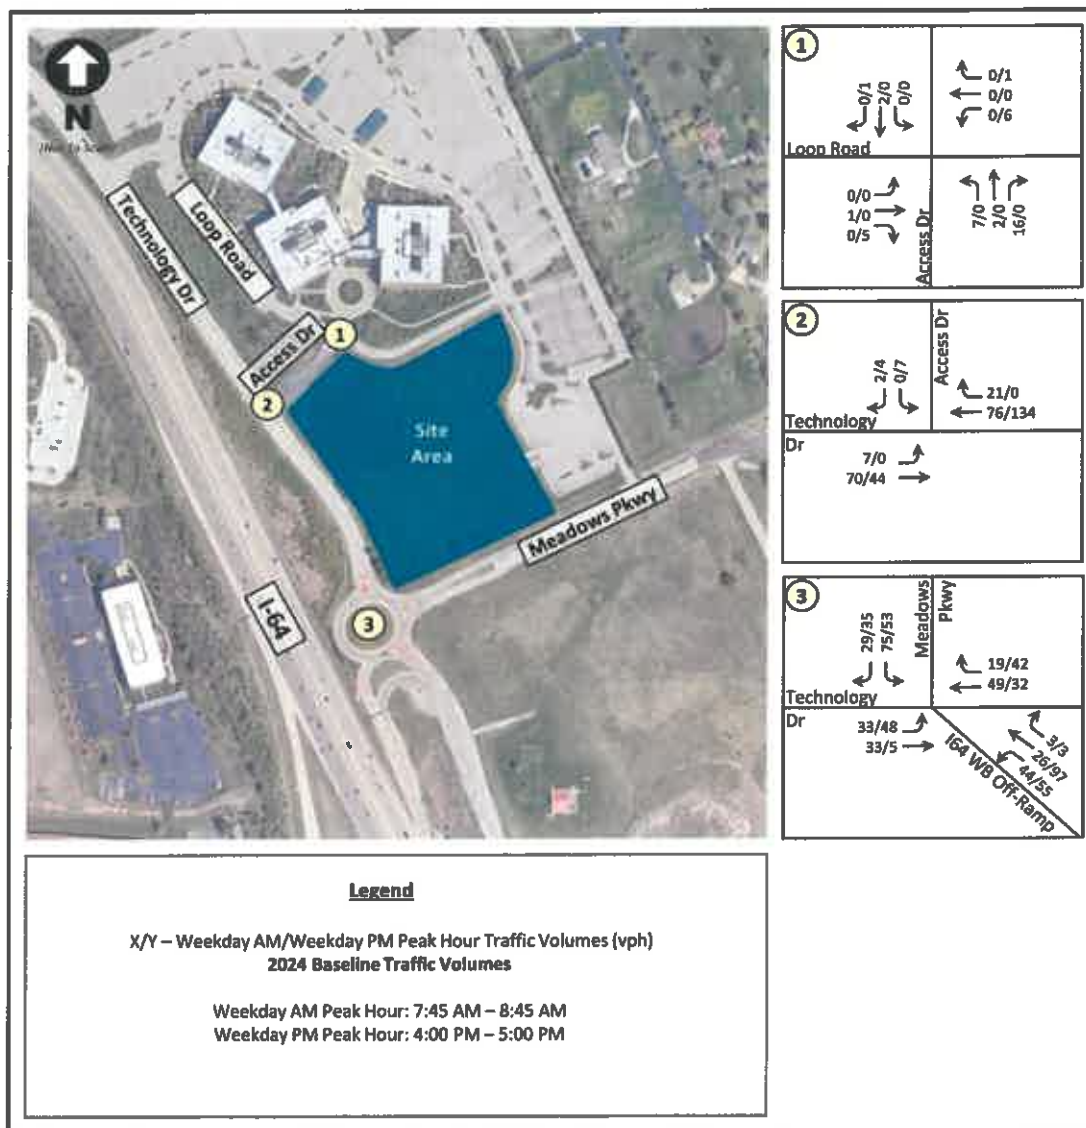 N
Technology Dr
Loop Road
Access Dr
1
2
Site
Area
Meadows Pkwy
I-64
3
1
0/1
2/0
0/0
0/1
0/0
0/6
Loop Road
0/0
1/0
0/5
Access Dr
7/0
2/0
16/0
2
2/4
0/7
Access Dr
21/0
76/134
Technology
Dr
7/0
70/44
3
29/35
75/53
Meadows
Pkwy
19/42
49/32
Technology
Dr
33/48
33/5
3/3
26/97
44/55
I64 WB Off-Ramp
Legend
X/Y – Weekday AM/Weekday PM Peak Hour Traffic Volumes (vph)
2024 Baseline Traffic Volumes
Weekday AM Peak Hour: 7:45 AM – 8:45 AM
Weekday PM Peak Hour: 4:00 PM – 5:00 PM